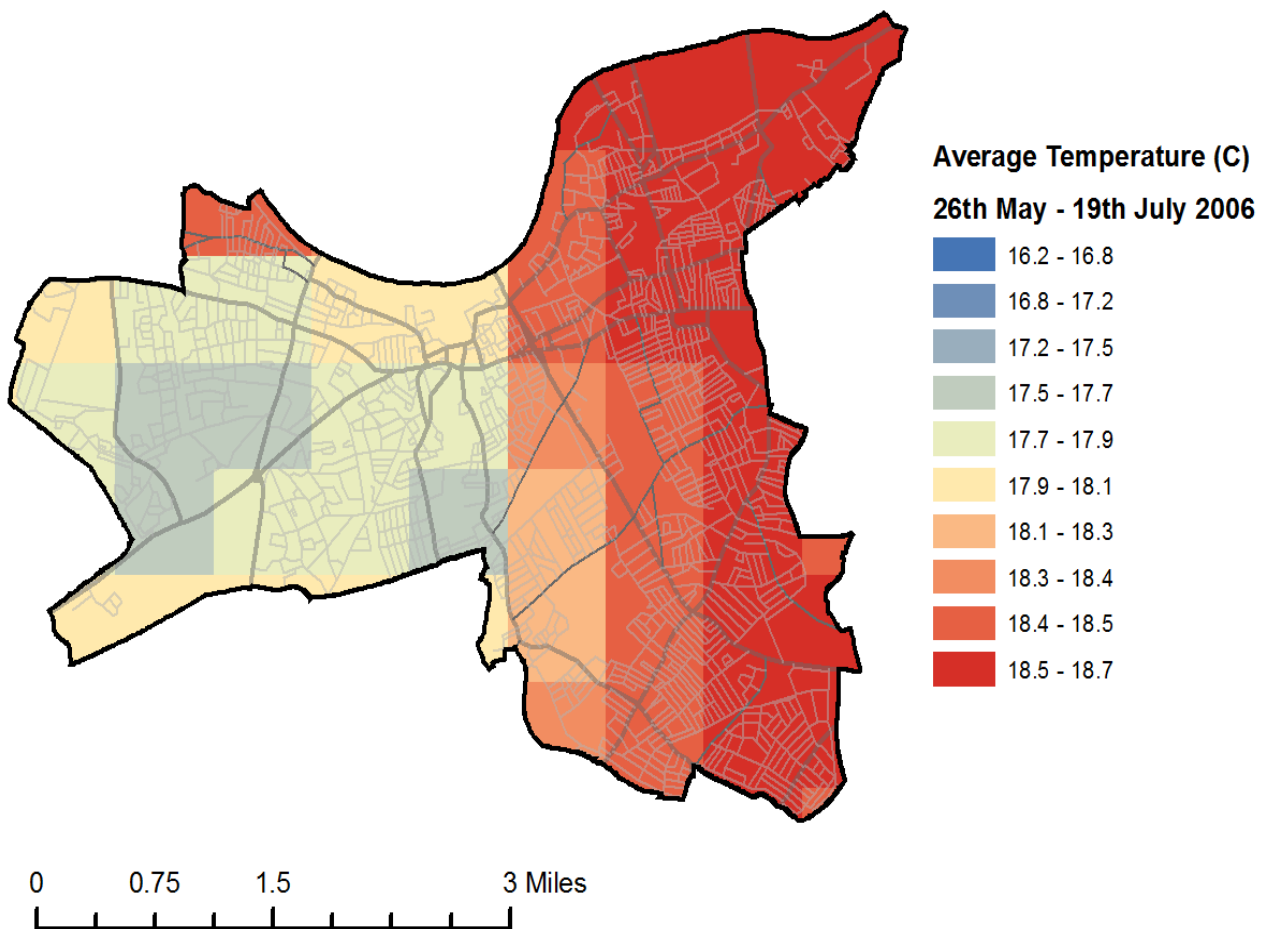 Average Temperature (C)
26th May - 19th July 2006
16.2 - 16.8
16.8 - 17.2
17.2 - 17.5
17.5 - 17.7
17.7 - 17.9
17.9 - 18.1
18.1 - 18.3
18.3 - 18.4
18.4 - 18.5
18.5 - 18.7
0 0.75 1.5 3 Miles